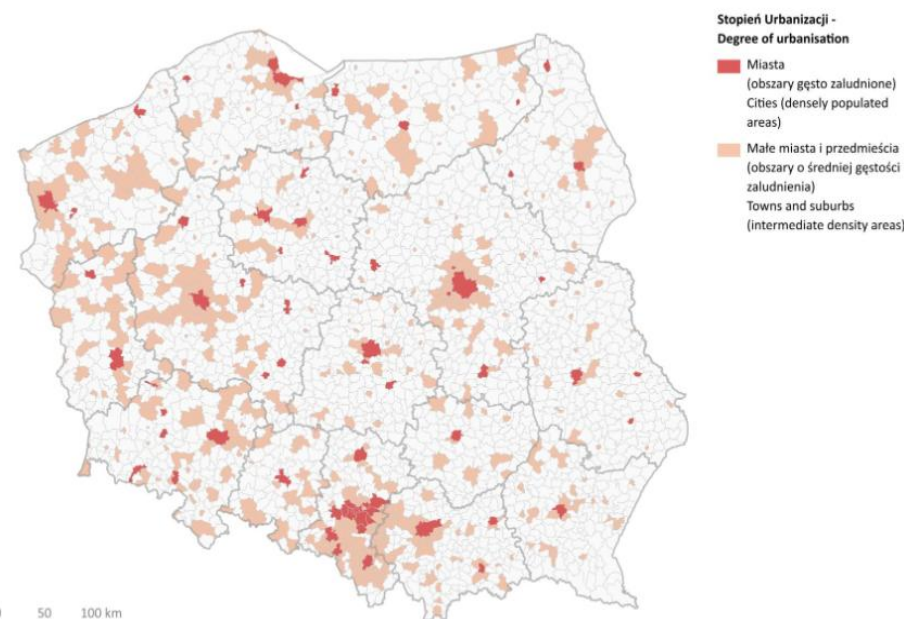 Stopień Urbanizacji -
Degree of urbanisation
Miasta
(obszary gęsto zaludnione)
Cities (densely populated
areas)
Małe miasta i przedmieścia
(obszary o średniej gęstości
zaludnienia)
Towns and suburbs
(intermediate density areas)
50 100 km